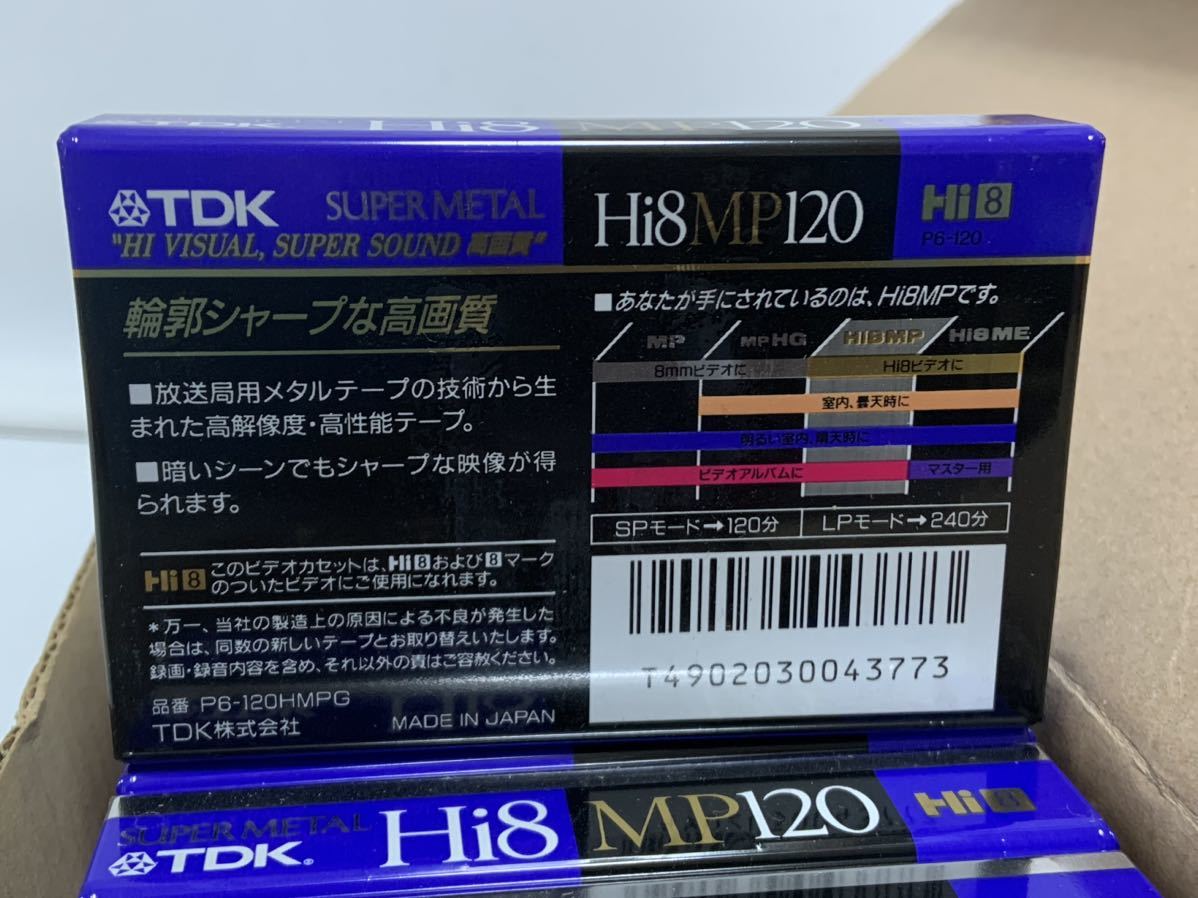 TDK Hi8 MP120
TDK SUPER METAL
"HI VISUAL, SUPER SOUND 高画質"
Hi8MP120
Hi8
P6-120
輪郭シャープな高画質
■放送局用メタルテープの技術から生
まれた高解像度・高性能テープ。
■暗いシーンでもシャープな映像が得
られます。
Hi8 このビデオカセットは、Hi8および8マーク
のついたビデオにご使用になれます。
*万一、当社の製造上の原因による不良が発生した
場合は、同数の新しいテープとお取り替えいたします。
録画・録音内容を含め、それ以外の責はご容赦ください。
品番 P6-120HMPG
TDK株式会社 MADE IN JAPAN
■あなたが手にされているのは、Hi8MPです。
MP MPHG Hi8MP Hi8ME
8mmビデオに Hi8ビデオに
室内、曇天時に
明るい室内、晴天時に
ビデオアルバムに マスター用
SPモード→120分 LPモード→240分
T4902030043773
SUPER METAL
TDK Hi8 MP120 Hi8